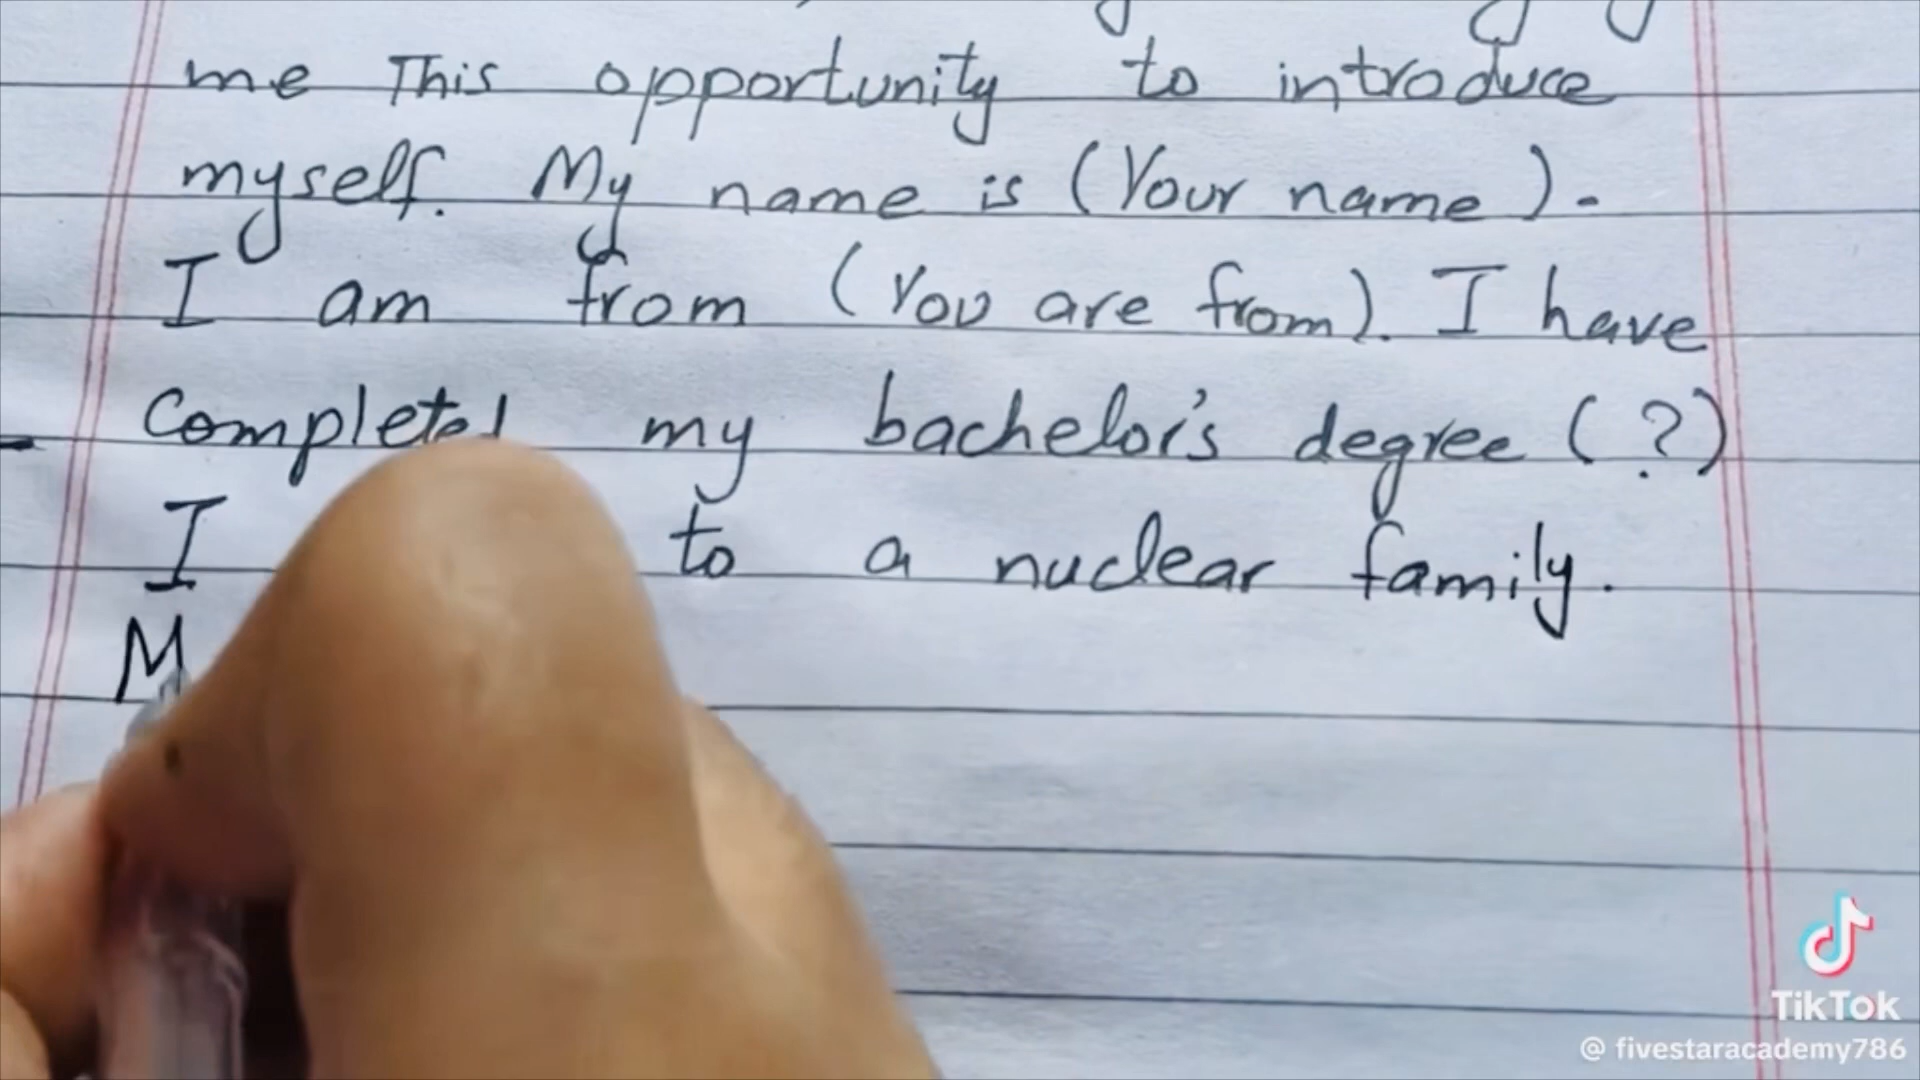 me This opportunity to introduce
myself. My name is (Your name).
I am from (You are from). I have
Completed my bachelor's degree (?)
I to a nuclear family.
M
TikTok
@ fivestaracademy786